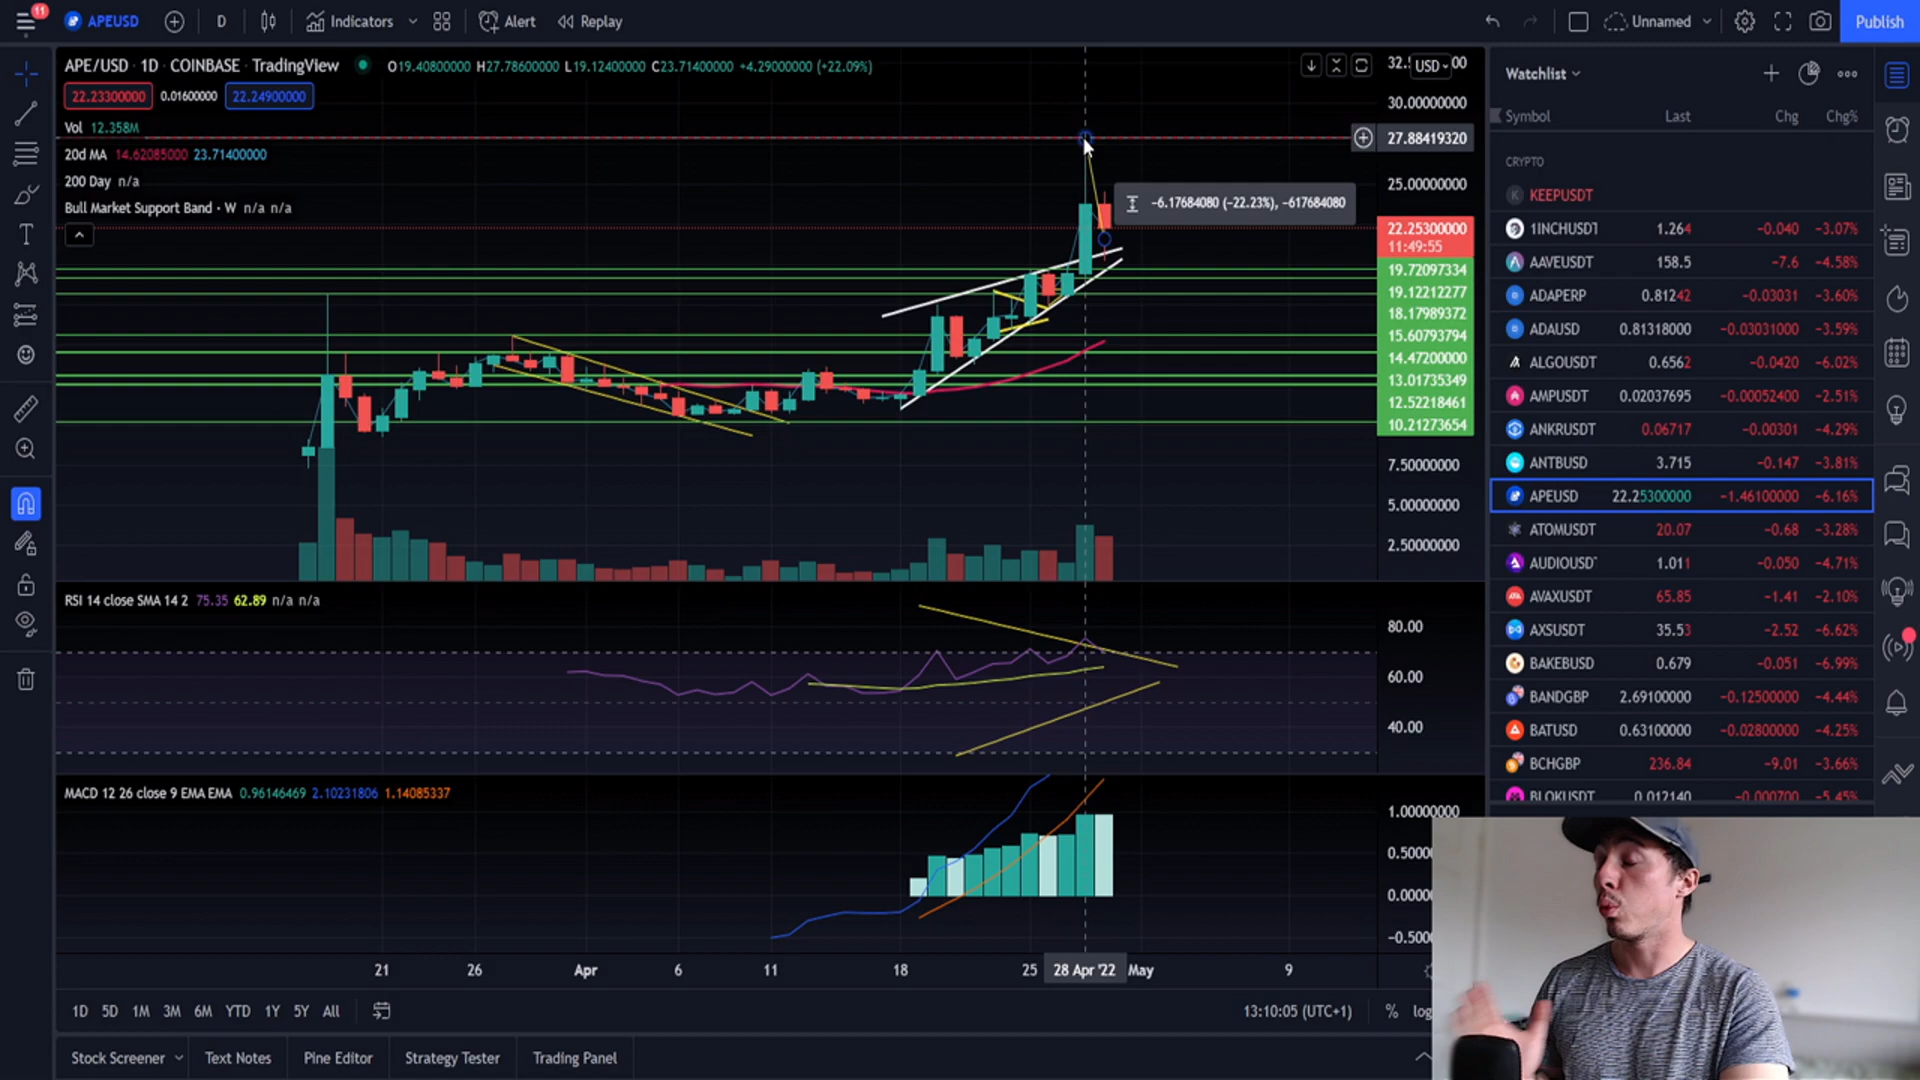 11
APEUSD
D
Indicators
Alert
Replay
Unnamed
Publish
APE/USD · 1D · COINBASE · TradingView
O19.40800000 H27.78600000 L19.12400000 C23.71400000 +4.29000000 (+22.09%)
22.23300000
0.01600000
22.24900000
Vol 12.358M
20d MA 14.62085000 23.71400000
200 Day n/a
Bull Market Support Band · W n/a n/a
USD
30.00000000
27.88419320
25.00000000
-6.17684080 (-22.23%), -617684080
22.25300000
11:49:55
19.72097334
19.12212277
18.17989372
15.60793794
14.47200000
13.01735349
12.52218461
10.21273654
7.50000000
5.00000000
2.50000000
RSI 14 close SMA 14 2 75.35 62.89 n/a n/a
80.00
60.00
40.00
MACD 12 26 close 9 EMA EMA 0.96146469 2.10231806 1.14085337
1.00000000
0.5000
0.0000
-0.500
21
26
Apr
6
11
18
25
28 Apr '22
May
9
1D 5D 1M 3M 6M YTD 1Y 5Y All
13:10:05 (UTC+1)
%
log
Stock Screener
Text Notes
Pine Editor
Strategy Tester
Trading Panel
Watchlist
Symbol Last Chg Chg%
CRYPTO
KEEPUSDT
1INCHUSDT 1.264 -0.040 -3.07%
AAVEUSDT 158.5 -7.6 -4.58%
ADAPERP 0.81242 -0.03031 -3.60%
ADAUSD 0.81318000 -0.03031000 -3.59%
ALGOUSDT 0.6562 -0.0420 -6.02%
AMPUSDT 0.02037695 -0.00052400 -2.51%
ANKRUSDT 0.06717 -0.00301 -4.29%
ANTBUSD 3.715 -0.147 -3.81%
APEUSD 22.25300000 -1.46100000 -6.16%
ATOMUSDT 20.07 -0.68 -3.28%
AUDIOUSD 1.011 -0.050 -4.71%
AVAXUSDT 65.85 -1.41 -2.10%
AXSUSDT 35.53 -2.52 -6.62%
BAKEBUSD 0.679 -0.051 -6.99%
BANDGBP 2.69100000 -0.12500000 -4.44%
BATUSD 0.63100000 -0.02800000 -4.25%
BCHGBP 236.84 -9.01 -3.66%
BLOKUSDT 0.012140 -0.000700 -5.45%